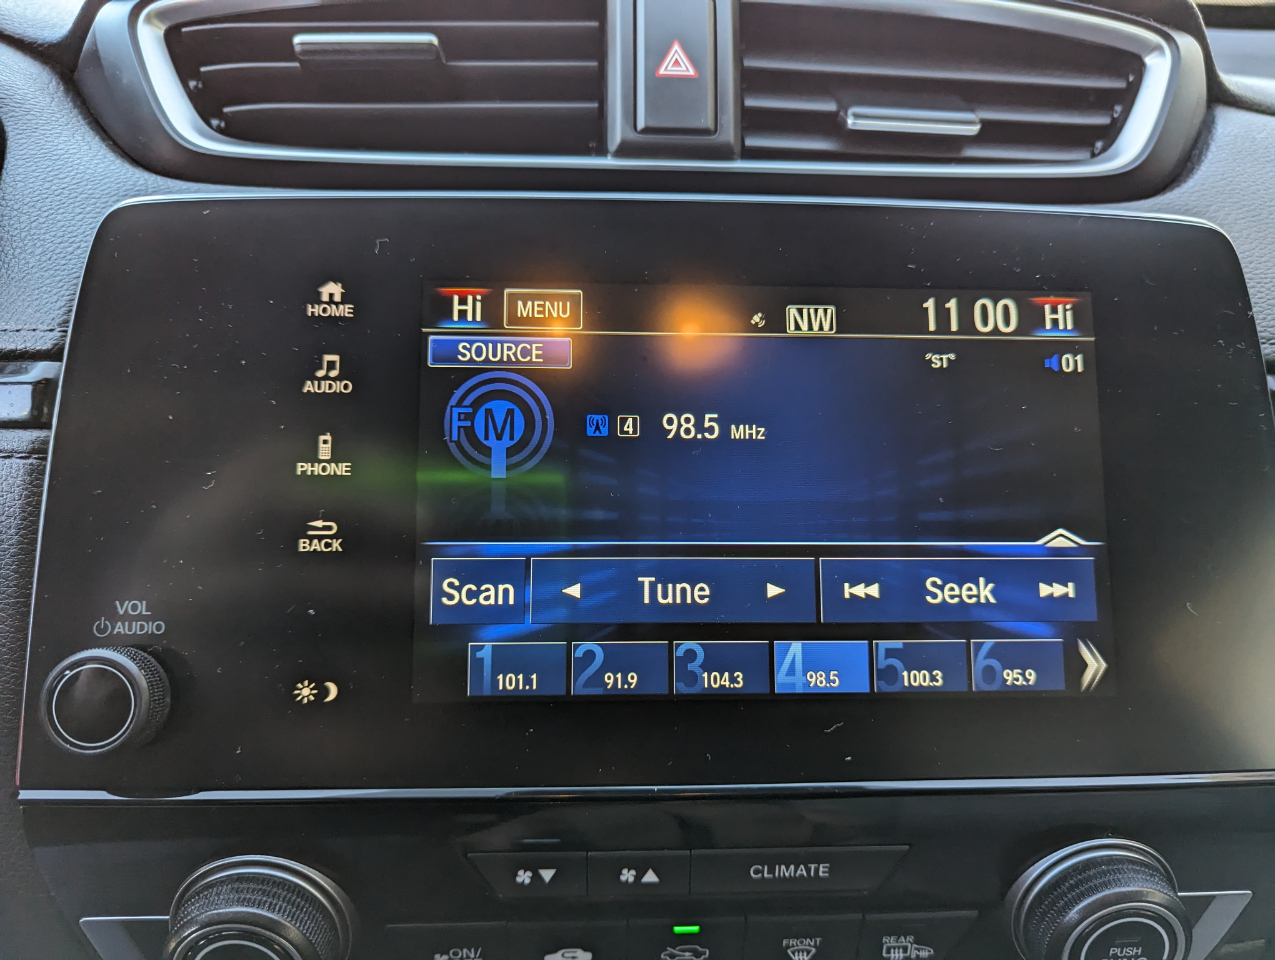 HOME
AUDIO
PHONE
BACK
VOL
AUDIO
Hi MENU NW 11 00 Hi
SOURCE "ST" 01
FM 4 98.5 MHz
Scan Tune Seek
1 101.1 2 91.9 3 104.3 4 98.5 5 100.3 6 95.9
CLIMATE
ON/ FRONT REAR
PUSH